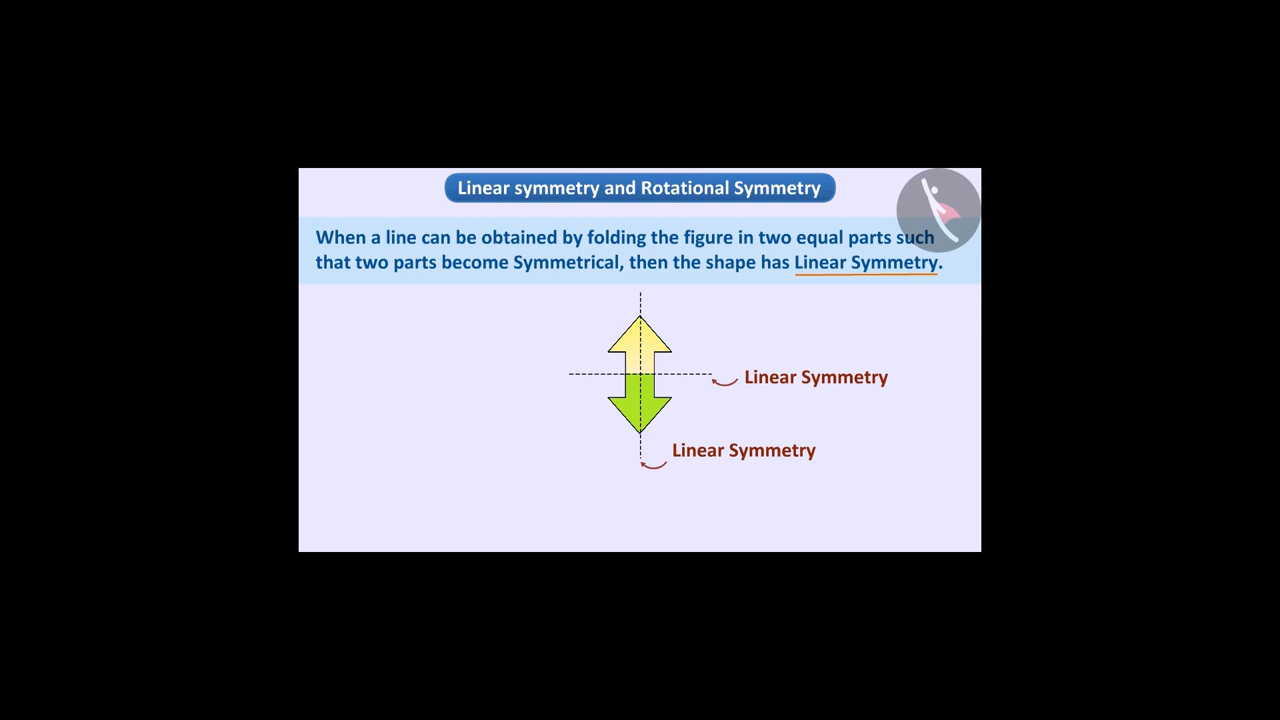 Linear symmetry and Rotational Symmetry
When a line can be obtained by folding the figure in two equal parts such
that two parts become Symmetrical, then the shape has Linear Symmetry.
Linear Symmetry
Linear Symmetry